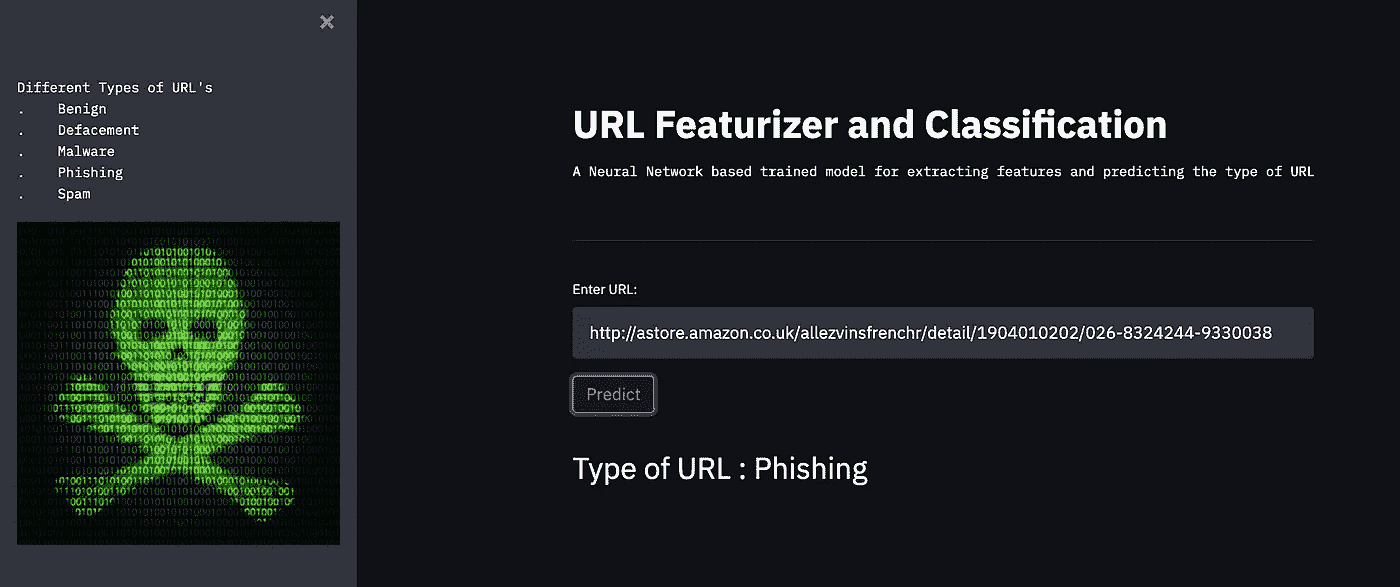 Different Types of URL's
. Benign
. Defacement
. Malware
. Phishing
. Spam
URL Featurizer and Classification
A Neural Network based trained model for extracting features and predicting the type of URL
Enter URL:
http://astore.amazon.co.uk/allezvinsfrenchr/detail/1904010202/026-8324244-9330038
Predict
Type of URL : Phishing